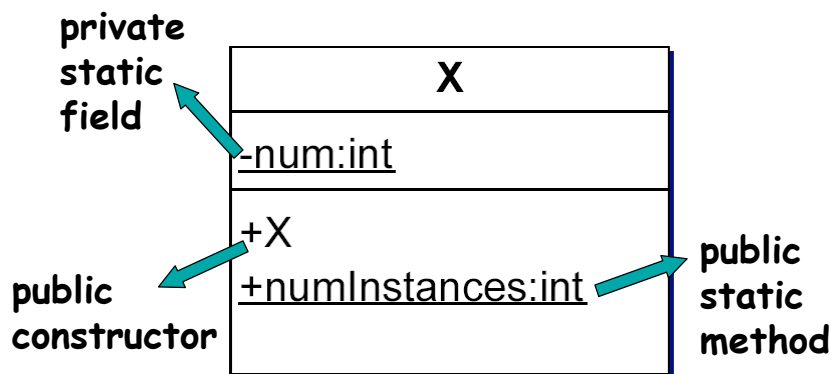 private
static
field
X
-num:int
+X
+numInstances:int
public
constructor
public
static
method